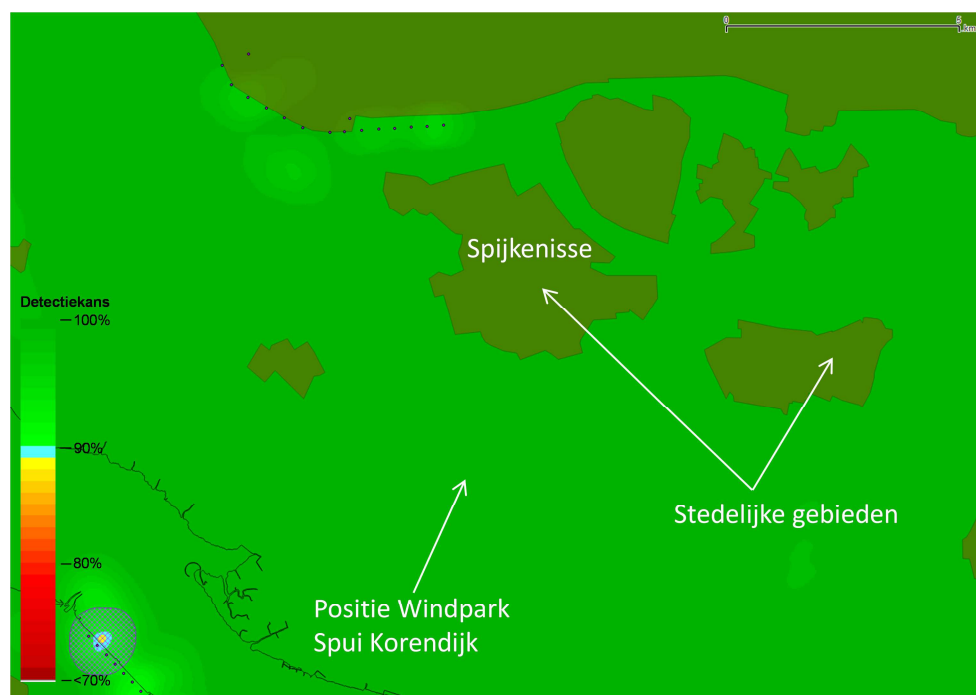 0
5
km
Spijkenisse
Detectiekans
100%
90%
80%
<70%
Stedelijke gebieden
Positie Windpark
Spui Korendijk